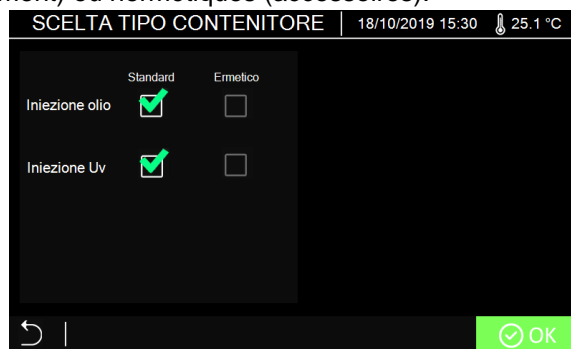 ou hermétiques (accessoires).
SCELTA TIPO CONTENITORE 18/10/2019 15:30 25.1 °C
Standard Ermetico
Iniezione olio
Iniezione Uv
OK